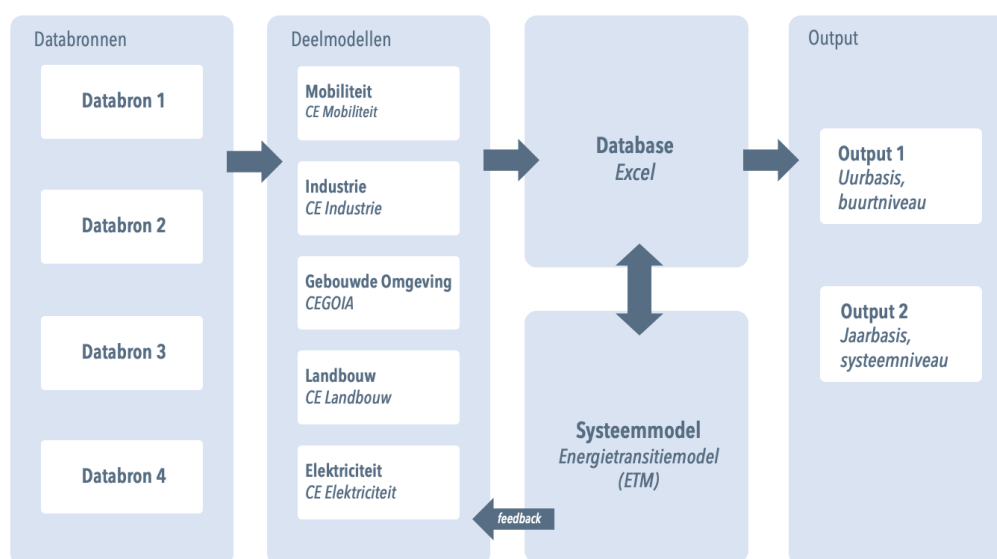 Databronnen
Databron 1
Databron 2
Databron 3
Databron 4
Deelmodellen
Mobiliteit
CE Mobiliteit
Industrie
CE Industrie
Gebouwde Omgeving
CEGOIA
Landbouw
CE Landbouw
Elektriciteit
CE Elektriciteit
Database
Excel
Systeemmodel
Energietransitiemodel
(ETM)
feedback
Output
Output 1
Uurbasis,
buurtniveau
Output 2
Jaarbasis,
systeemniveau